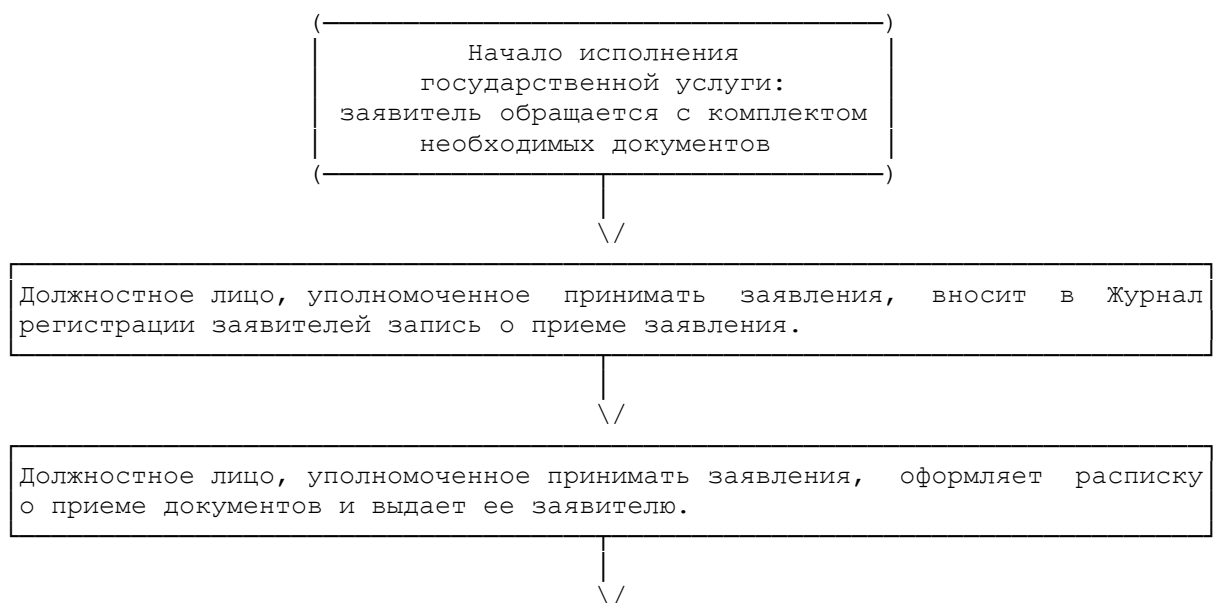 Начало исполнения
государственной услуги:
заявитель обращается с комплектом
необходимых документов
Должностное лицо, уполномоченное принимать заявления, вносит в Журнал
регистрации заявителей запись о приеме заявления.
Должностное лицо, уполномоченное принимать заявления, оформляет расписку
о приеме документов и выдает ее заявителю.